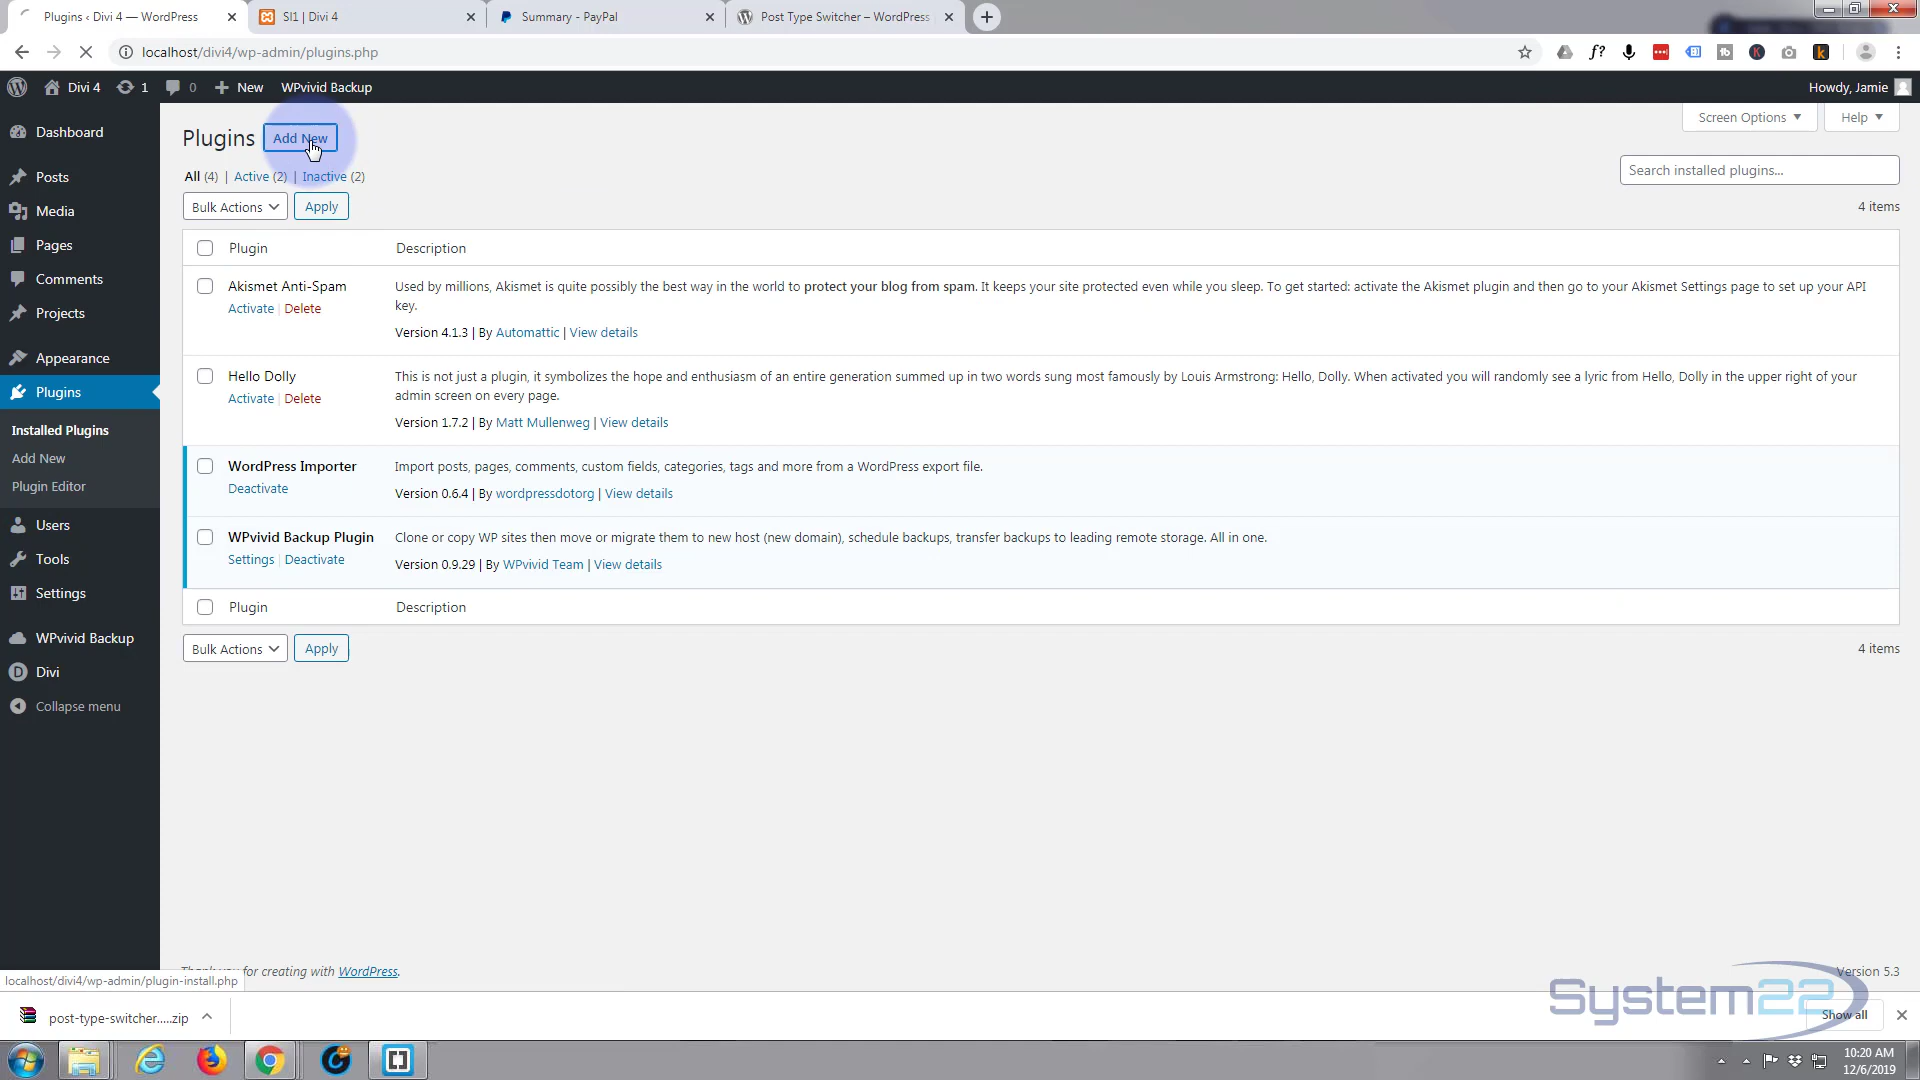 Plugins ‹ Divi 4 — WordPress
SI1 | Divi 4
Summary - PayPal
Post Type Switcher – WordPress
localhost/divi4/wp-admin/plugins.php
Divi 4
1
0
New
WPvivid Backup
Howdy, Jamie
Dashboard
Posts
Media
Pages
Comments
Projects
Appearance
Plugins
Installed Plugins
Add New
Plugin Editor
Users
Tools
Settings
WPvivid Backup
Divi
Collapse menu
Plugins
Add New
Screen Options
Help
All (4) | Active (2) | Inactive (2)
Search installed plugins...
Bulk Actions
Apply
4 items
Plugin
Description
Akismet Anti-Spam
Activate | Delete
Used by millions, Akismet is quite possibly the best way in the world to protect your blog from spam. It keeps your site protected even while you sleep. To get started: activate the Akismet plugin and then go to your Akismet Settings page to set up your API
key.
Version 4.1.3 | By Automattic | View details
Hello Dolly
Activate | Delete
This is not just a plugin, it symbolizes the hope and enthusiasm of an entire generation summed up in two words sung most famously by Louis Armstrong: Hello, Dolly. When activated you will randomly see a lyric from Hello, Dolly in the upper right of your
admin screen on every page.
Version 1.7.2 | By Matt Mullenweg | View details
WordPress Importer
Deactivate
Import posts, pages, comments, custom fields, categories, tags and more from a WordPress export file.
Version 0.6.4 | By wordpressdotorg | View details
WPvivid Backup Plugin
Settings | Deactivate
Clone or copy WP sites then move or migrate them to new host (new domain), schedule backups, transfer backups to leading remote storage. All in one.
Version 0.9.29 | By WPvivid Team | View details
Plugin
Description
Bulk Actions
Apply
4 items
Thank you for creating with WordPress.
Version 5.3
localhost/divi4/wp-admin/plugin-install.php
post-type-switcher.....zip
System22
Show all
10:20 AM
12/6/2019